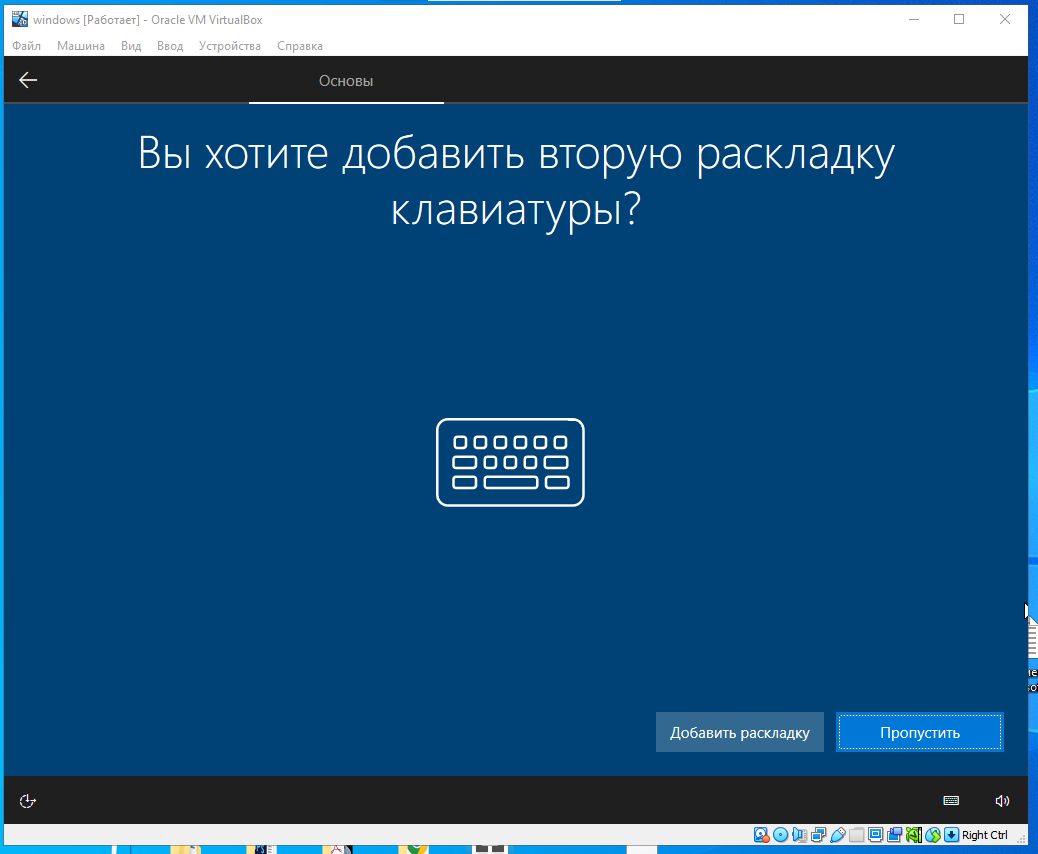 windows [Работает] - Oracle VM VirtualBox
Файл Машина Вид Ввод Устройства Справка
Основы
Вы хотите добавить вторую раскладку
клавиатуры?
Добавить раскладку Пропустить
Right Ctrl